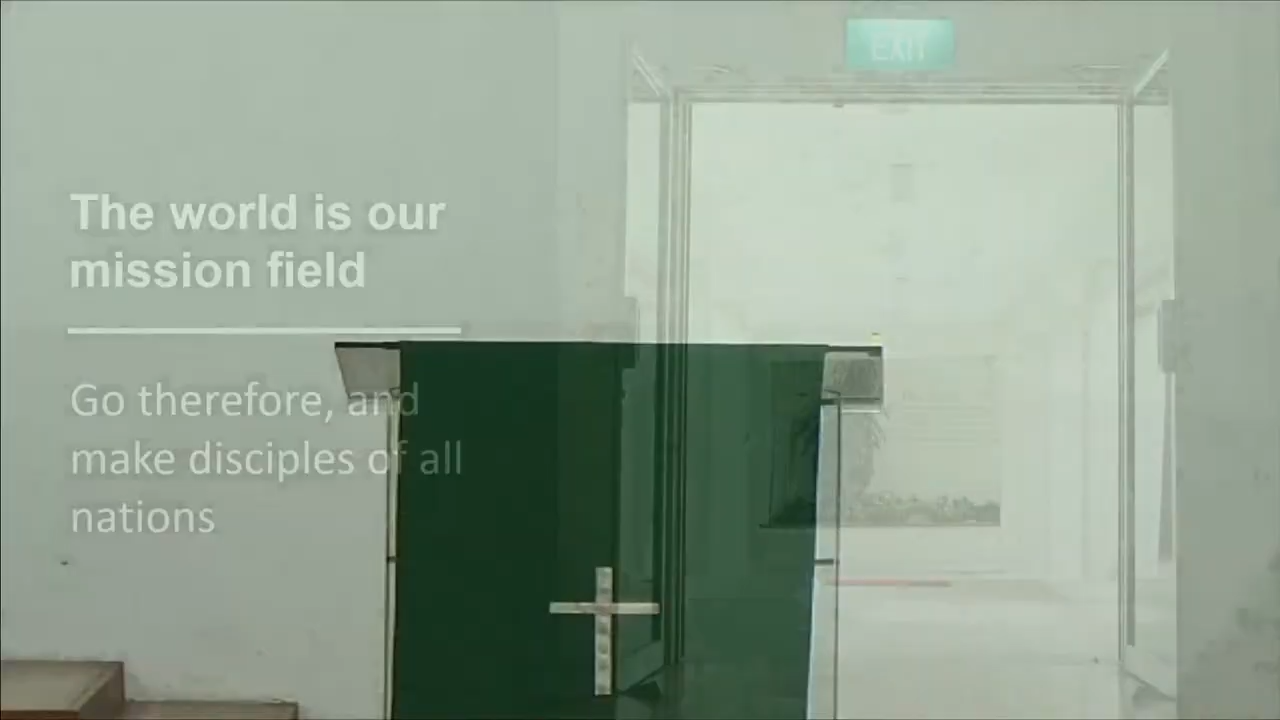 EXIT
The world is our
mission field
Go therefore, and
make disciples of all
nations